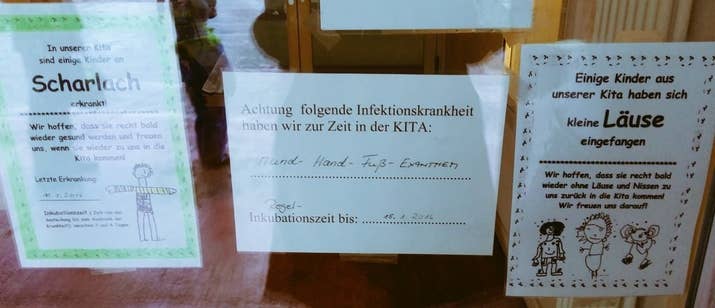 In unserer Kita
sind einige Kinder an
Scharlach
erkrankt!
Wir hoffen, dass sie recht bald
wieder gesund werden und freuen
uns, wenn sie wieder zu uns in die
Kita kommen!
Letzte Erkrankung:
Inkubationszeit
Achtung folgende Infektionskrankheit
haben wir zur Zeit in der KITA:
Mund-Hand-Fuß-Exanthem
Inkubationszeit bis: 18.1.2016
Einige Kinder aus
unserer Kita haben sich
kleine Läuse
eingefangen
Wir hoffen, dass sie recht bald
wieder ohne Läuse und Nissen zu
uns zurück in die Kita kommen!
Wir freuen uns darauf!